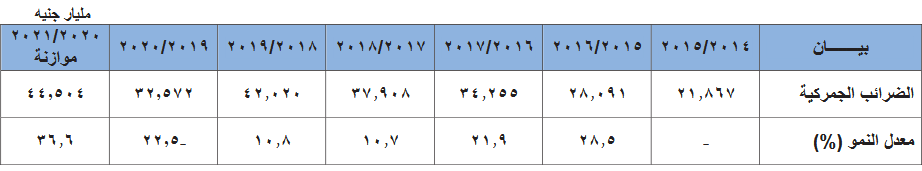 مليار جنيه
بيـــــــان ٢٠١٥/٢٠١٤ ٢٠١٦/٢٠١٥ ٢٠١٧/٢٠١٦ ٢٠١٨/٢٠١٧ ٢٠١٩/٢٠١٨ ٢٠٢٠/٢٠١٩ ٢٠٢١/٢٠٢٠ موازنة
الضرائب الجمركية ٢١,٨٦٧ ٢٨,٠٩١ ٣٤,٢٥٥ ٣٧,٩٠٨ ٤٢,٠٢٠ ٣٢,٥٧٢ ٤٤,٥٠٤
معدل النمو (%) - ٢٨,٥ ٢١,٩ ١٠,٧ ١٠,٨ -٢٢,٥ ٣٦,٦